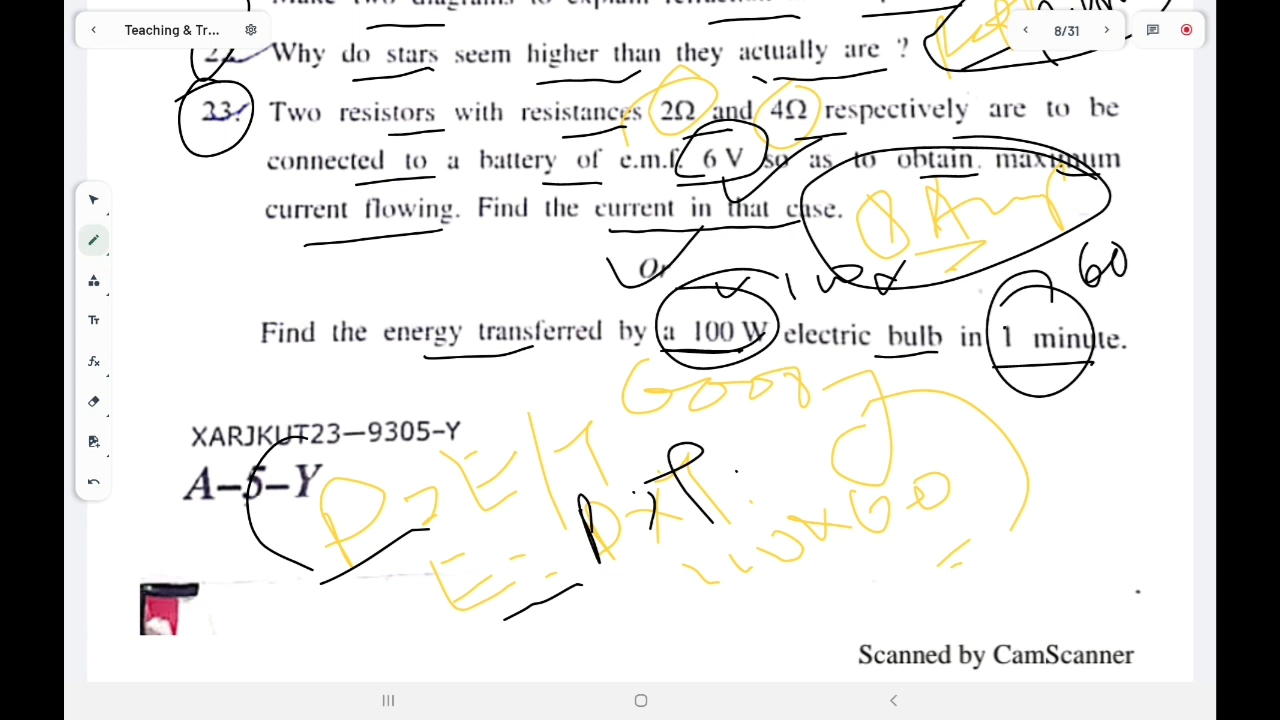 Teaching & Tr...
8/31
Why do stars seem higher than they actually are ?
23. Two resistors with resistances 2Ω and 4Ω respectively are to be
connected to a battery of e.m.f. 6 V so as to obtain maximum
current flowing. Find the current in that case.
8 Amp
Or
60
Find the energy transferred by a 100 W electric bulb in 1 minute.
6000 J
XARJKUT23—9305-Y
A–5–Y
P = E/T
E = P×T
100×60
Scanned by CamScanner